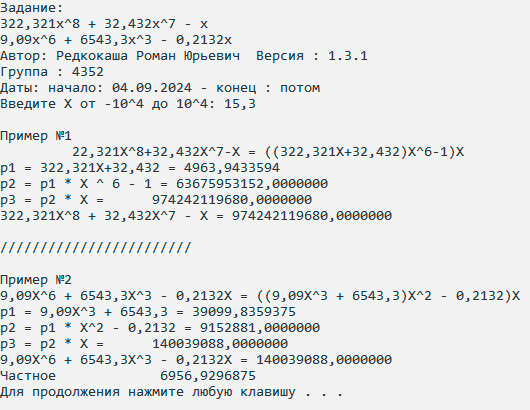 Задание:
322,321x^8 + 32,432x^7 - x
9,09x^6 + 6543,3x^3 - 0,2132x
Автор: Редкокаша Роман Юрьевич  Версия : 1.3.1
Группа : 4352
Даты: начало: 04.09.2024 - конец : потом
Введите X от -10^4 до 10^4: 15,3
Пример №1
22,321X^8+32,432X^7-X = ((322,321X+32,432)X^6-1)X
p1 = 322,321X+32,432 = 4963,9433594
p2 = p1 * X ^ 6 - 1 = 63675953152,0000000
p3 = p2 * X =      974242119680,0000000
322,321X^8 + 32,432X^7 - X = 974242119680,0000000
////////////////////////
Пример №2
9,09X^6 + 6543,3X^3 - 0,2132X = ((9,09X^3 + 6543,3)X^2 - 0,2132)X
p1 = 9,09X^3 + 6543,3 = 39099,8359375
p2 = p1 * X^2 - 0,2132 = 9152881,0000000
p3 = p2 * X =      140039088,0000000
9,09X^6 + 6543,3X^3 - 0,2132X = 140039088,0000000
Частное             6956,9296875
Для продолжения нажмите любую клавишу . . .